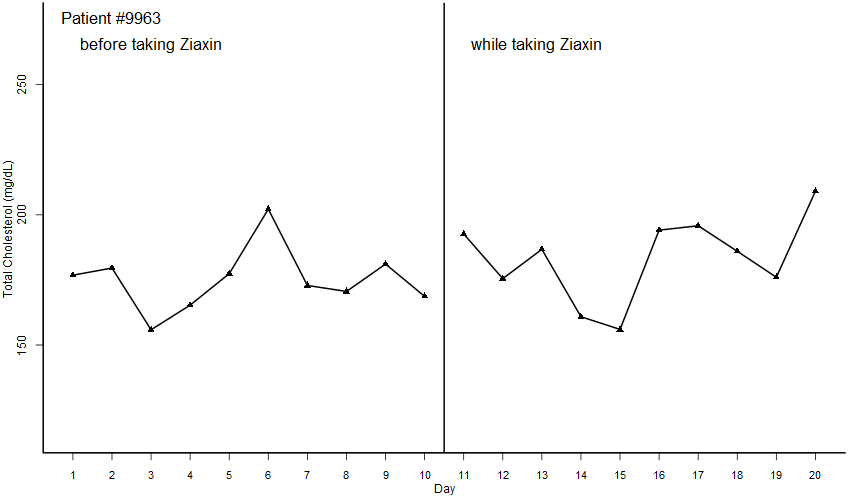 Patient #9963
before taking Ziaxin
while taking Ziaxin
250
200
150
Total Cholesterol (mg/dL)
1 2 3 4 5 6 7 8 9 10 11 12 13 14 15 16 17 18 19 20
Day